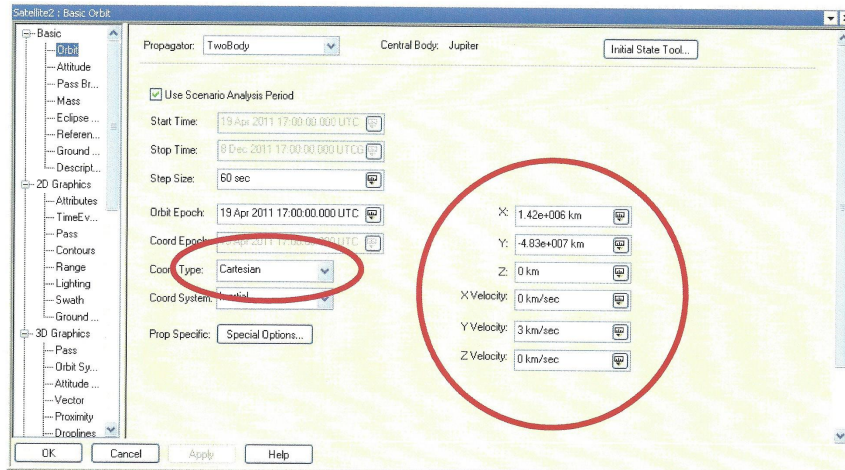 Satellite2 : Basic Orbit
Basic
Orbit
Attitude
Pass Br...
Mass
Eclipse ...
Referen...
Ground ...
Descript...
2D Graphics
Attributes
TimeEv...
Pass
Contours
Range
Lighting
Swath
Ground ...
3D Graphics
Pass
Orbit Sy...
Attitude ...
Vector
Proximity
Droplines
Propagator: TwoBody Central Body: Jupiter Initial State Tool...
Use Scenario Analysis Period
Start Time: 19 Apr 2011 17:00:00.000 UTC
Stop Time: 8 Dec 2011 17:00:00.000 UTCG
Step Size: 60 sec
Orbit Epoch: 19 Apr 2011 17:00:00.000 UTC
Coord Epoch: 17:00:00.000 UTC
Coord Type: Cartesian
Coord System: Inertial
Prop Specific: Special Options...
X: 1.42e+006 km
Y: -4.83e+007 km
Z: 0 km
X Velocity: 0 km/sec
Y Velocity: 3 km/sec
Z Velocity: 0 km/sec
OK Cancel Apply Help